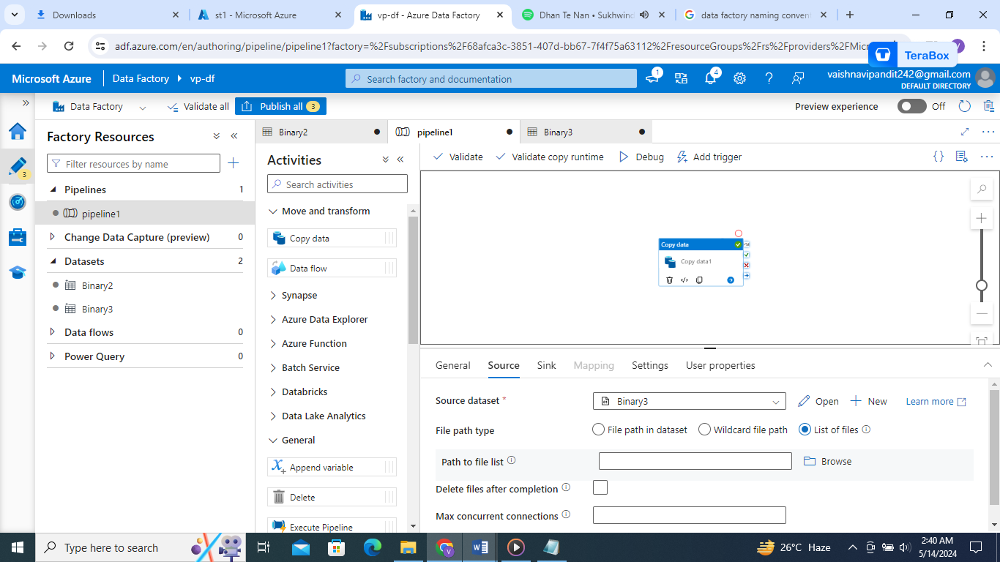 Downloads
st1 - Microsoft Azure
vp-df - Azure Data Factory
Dhan Te Nan • Sukhwind
data factory naming convent
adf.azure.com/en/authoring/pipeline/pipeline1?factory=%2Fsubscriptions%2F68afca3c-3851-407d-bb67-7f4f75a63112%2FresourceGroups%2Frs%2Fproviders%2FMicr
TeraBox
Microsoft Azure
Data Factory
vp-df
Search factory and documentation
1
4
vaishnavipandit242@gmail.com
DEFAULT DIRECTORY
Data Factory
Validate all
Publish all 3
Preview experience
Off
3
Factory Resources
Filter resources by name
Pipelines 1
pipeline1
Change Data Capture (preview) 0
Datasets 2
Binary2
Binary3
Data flows 0
Power Query 0
Binary2
pipeline1
Binary3
Activities
Search activities
Move and transform
Copy data
Data flow
Synapse
Azure Data Explorer
Azure Function
Batch Service
Databricks
Data Lake Analytics
General
Append variable
Delete
Execute Pipeline
Validate
Validate copy runtime
Debug
Add trigger
Copy data
Copy data1
General
Source
Sink
Mapping
Settings
User properties
Source dataset *
Binary3
Open
New
Learn more
File path type
File path in dataset
Wildcard file path
List of files
Path to file list
Browse
Delete files after completion
Max concurrent connections
Type here to search
26°C Haze
2:40 AM
5/14/2024